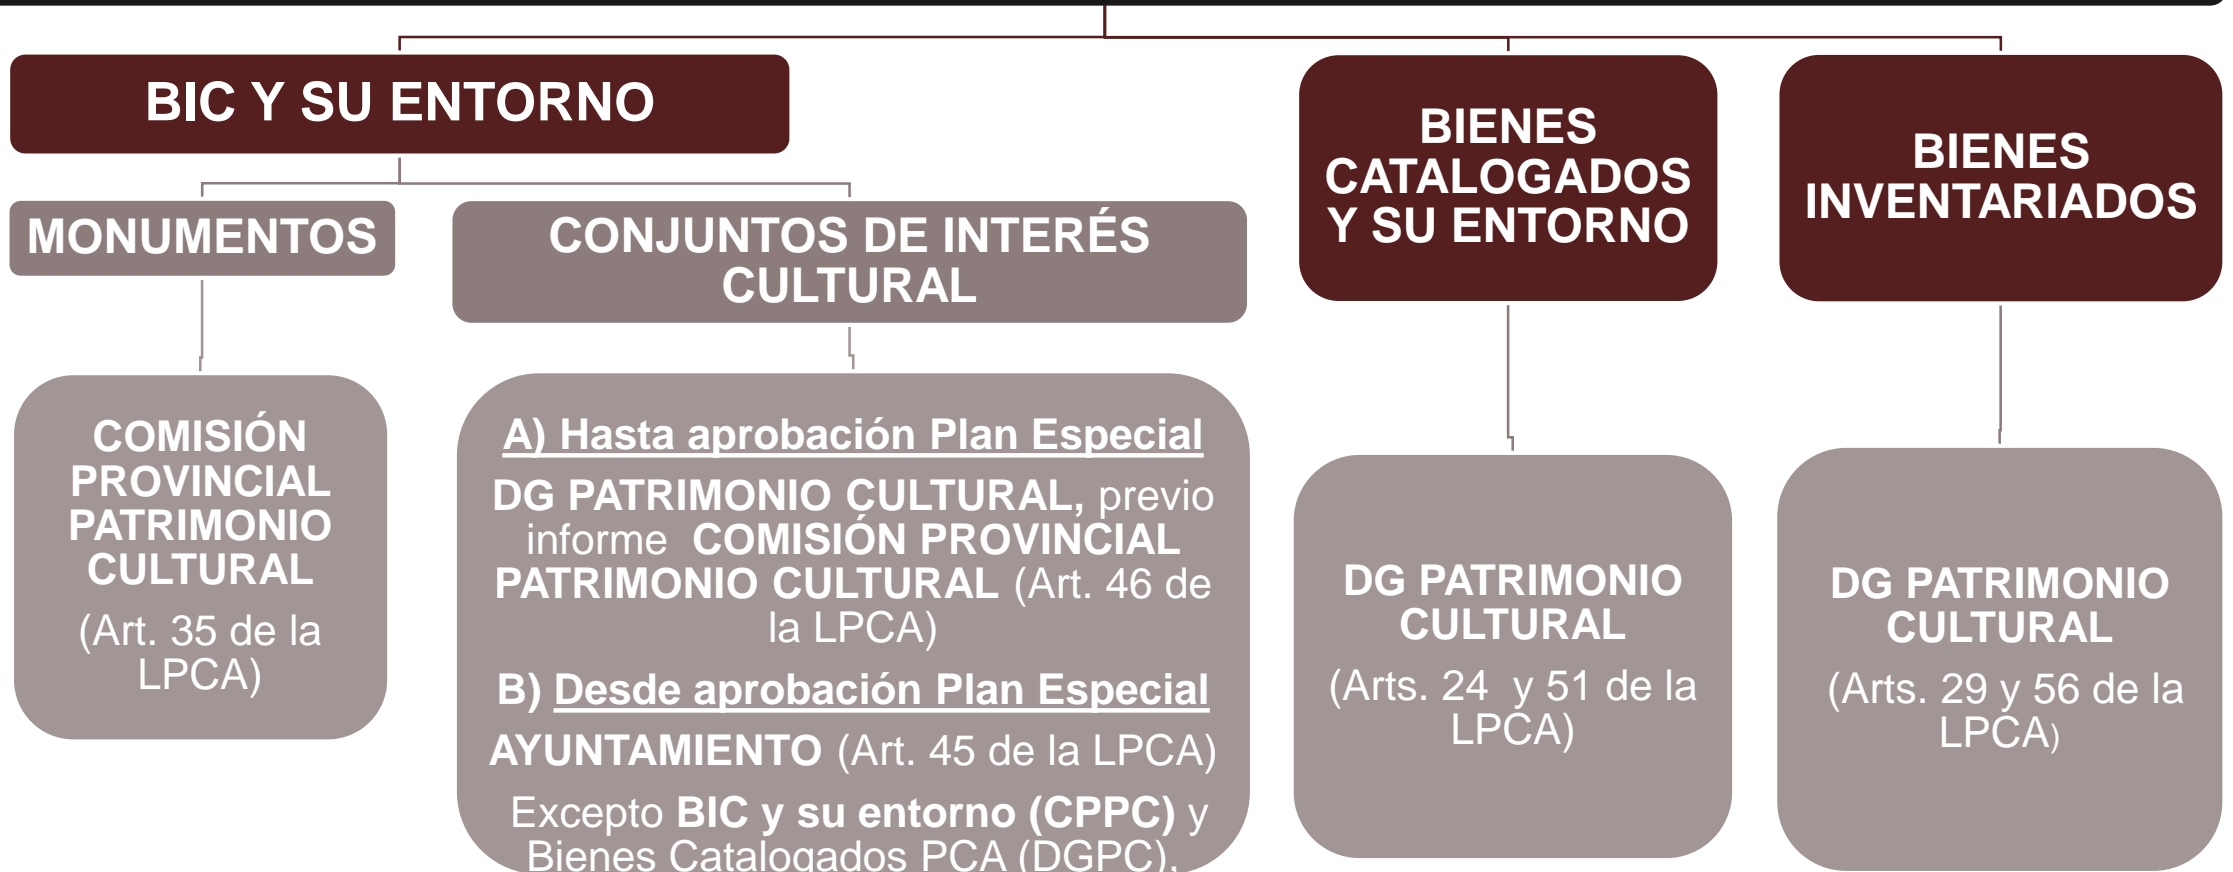 BIC Y SU ENTORNO
MONUMENTOS
COMISIÓN
PROVINCIAL
PATRIMONIO
CULTURAL
(Art. 35 de la
LPCA)
CONJUNTOS DE INTERÉS
CULTURAL
A) Hasta aprobación Plan Especial
DG PATRIMONIO CULTURAL, previo
informe COMISIÓN PROVINCIAL
PATRIMONIO CULTURAL (Art. 46 de
la LPCA)
B) Desde aprobación Plan Especial
AYUNTAMIENTO (Art. 45 de la LPCA)
Excepto BIC y su entorno (CPPC) y
Bienes Catalogados PCA (DGPC),
BIENES
CATALOGADOS
Y SU ENTORNO
DG PATRIMONIO
CULTURAL
(Arts. 24 y 51 de la
LPCA)
BIENES
INVENTARIADOS
DG PATRIMONIO
CULTURAL
(Arts. 29 y 56 de la
LPCA)